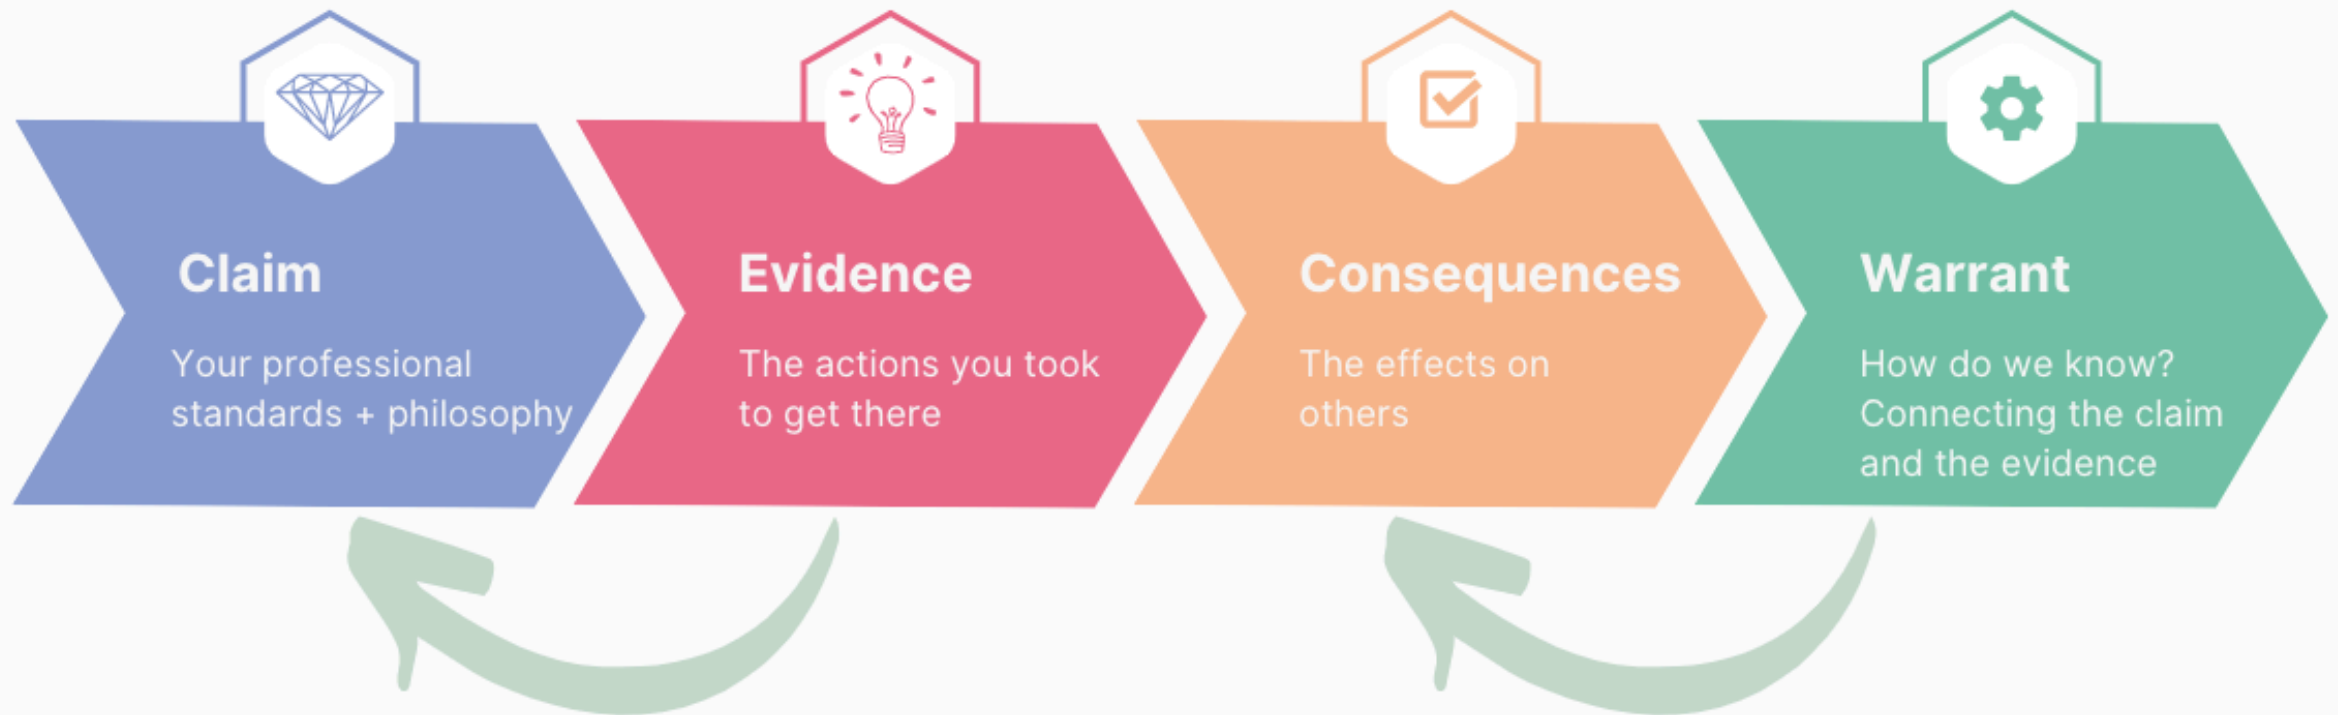 Claim
Your professional
standards + philosophy
Evidence
The actions you took
to get there
Consequences
The effects on
others
Warrant
How do we know?
Connecting the claim
and the evidence